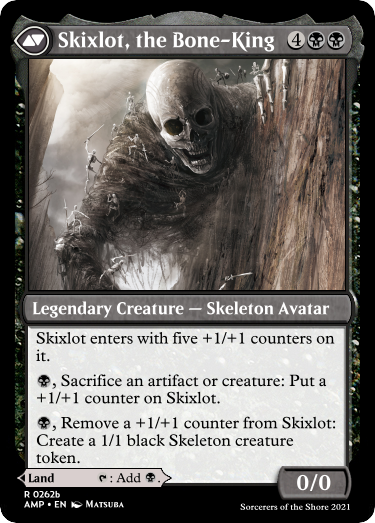 Skixlot, the Bone-King 4
Legendary Creature — Skeleton Avatar
Skixlot enters with five +1/+1 counters on
it.
, Sacrifice an artifact or creature: Put a
+1/+1 counter on Skixlot.
, Remove a +1/+1 counter from Skixlot:
Create a 1/1 black Skeleton creature
token.
Land : Add .
0/0
R 0262b
AMP • EN Matsuba
Sorcerers of the Shore 2021